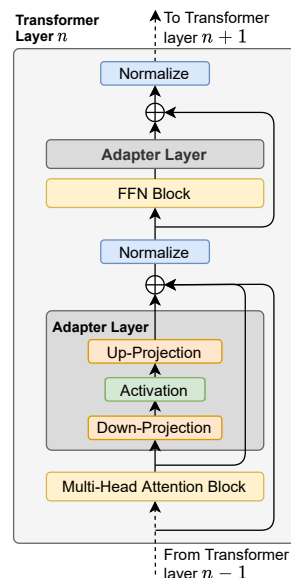 Transformer
Layer n
To Transformer
layer n + 1
Normalize
Adapter Layer
FFN Block
Normalize
Adapter Layer
Up-Projection
Activation
Down-Projection
Multi-Head Attention Block
From Transformer
layer n − 1